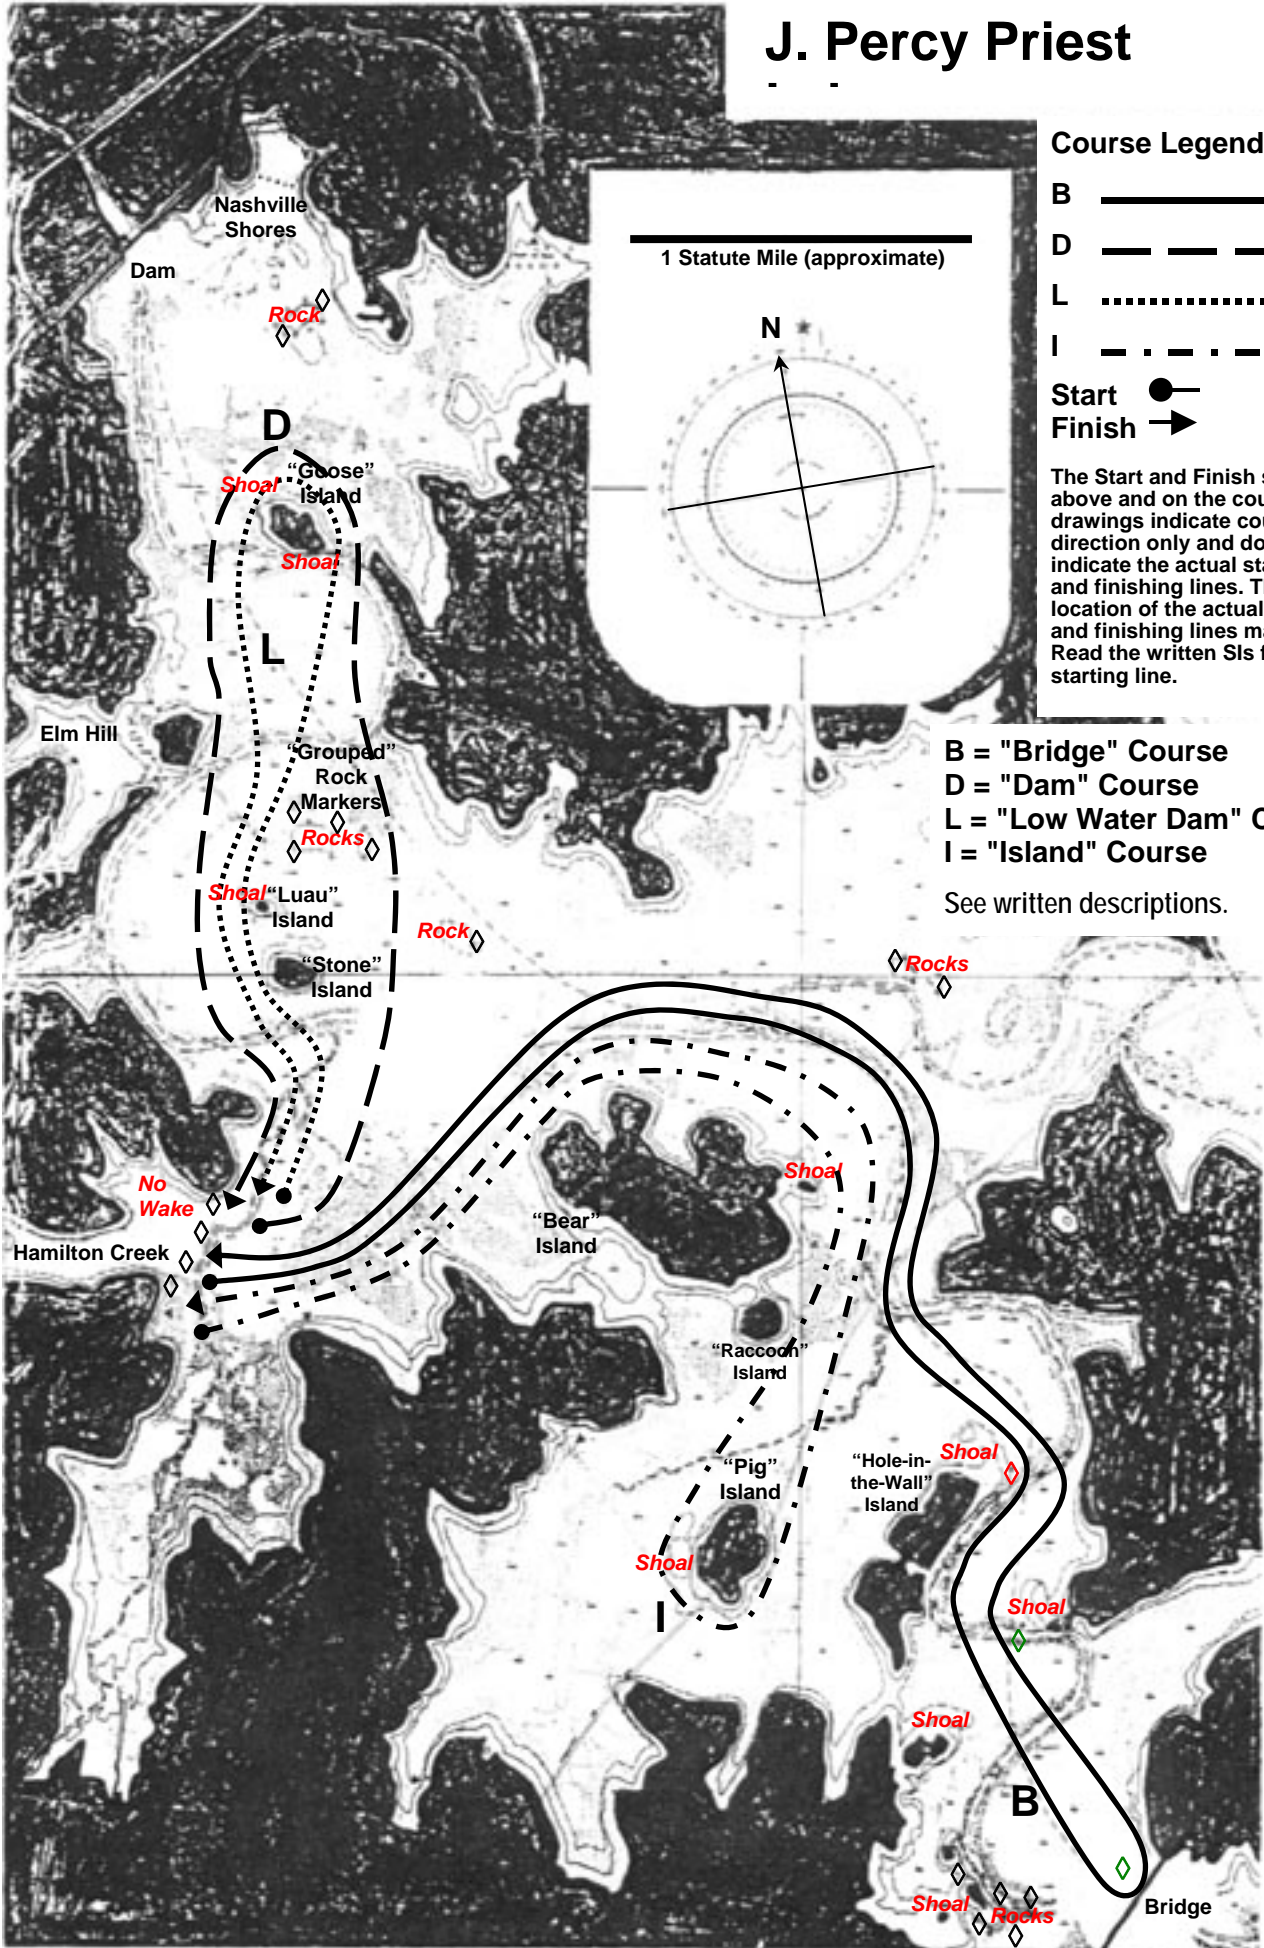 J. Percy Priest
Course Legend
B
D
L
I
Start
Finish
The Start and Finish s
above and on the cou
drawings indicate cou
direction only and do
indicate the actual sta
and finishing lines. Th
location of the actual
and finishing lines ma
Read the written SIs f
starting line.
B = "Bridge" Course
D = "Dam" Course
L = "Low Water Dam" C
I = "Island" Course
See written descriptions.
1 Statute Mile (approximate)
N
Nashville
Shores
Dam
Rock
D
“Goose”
Island
Shoal
Shoal
L
Elm Hill
“Grouped”
Rock
Markers
Rocks
Shoal
“Luau”
Island
Rock
“Stone”
Island
Rocks
No
Wake
Hamilton Creek
“Bear”
Island
Shoal
“Raccoon”
Island
“Pig”
Island
“Hole-in-
the-Wall”
Island
Shoal
Shoal
I
Shoal
Shoal
B
Shoal
Rocks
Bridge